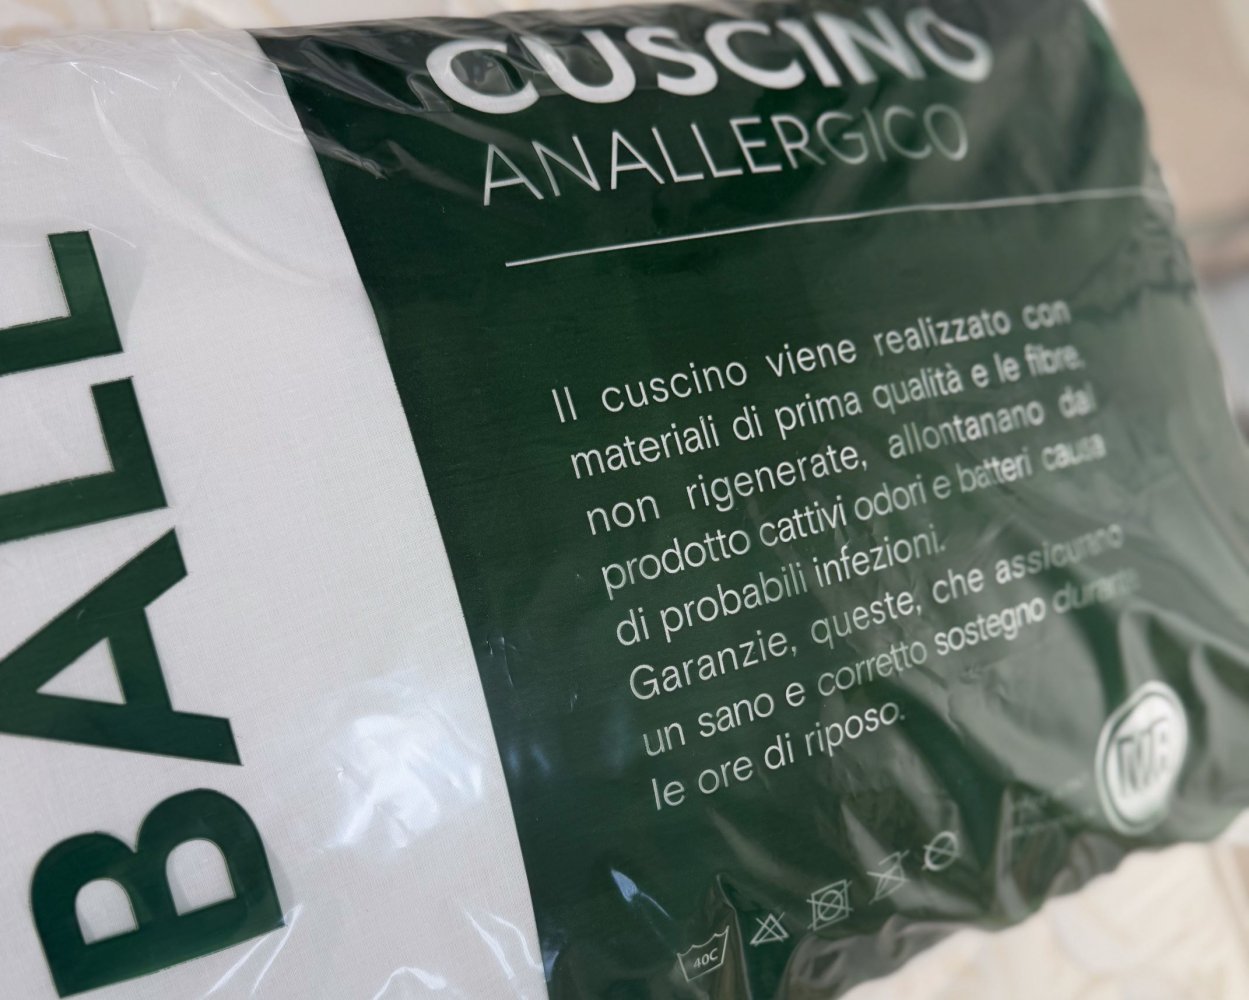 BALL
CUSCINO
ANALLERGICO
Il cuscino viene realizzato con
materiali di prima qualità e le fibre,
non rigenerate, allontanano dal
prodotto cattivi odori e batteri causa
di probabili infezioni.
Garanzie, queste, che assicurano
un sano e corretto sostegno durante
le ore di riposo.
40C